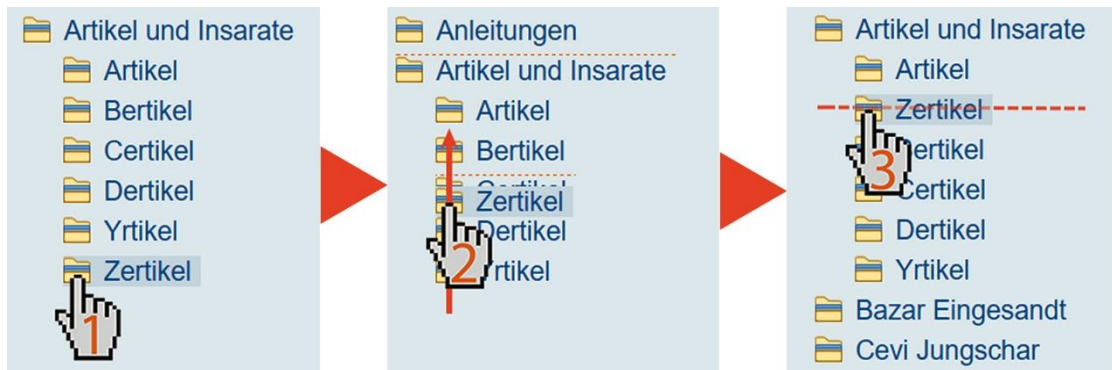 Artikel und Insarate
Artikel
Bertikel
Certikel
Dertikel
Yrtikel
Zertikel
1
Anleitungen
Artikel und Insarate
Artikel
Bertikel
Zertikel
Dertikel
2
Artikel und Insarate
Artikel
Zertikel
3
Certikel
Dertikel
Yrtikel
Bazar Eingesandt
Cevi Jungschar